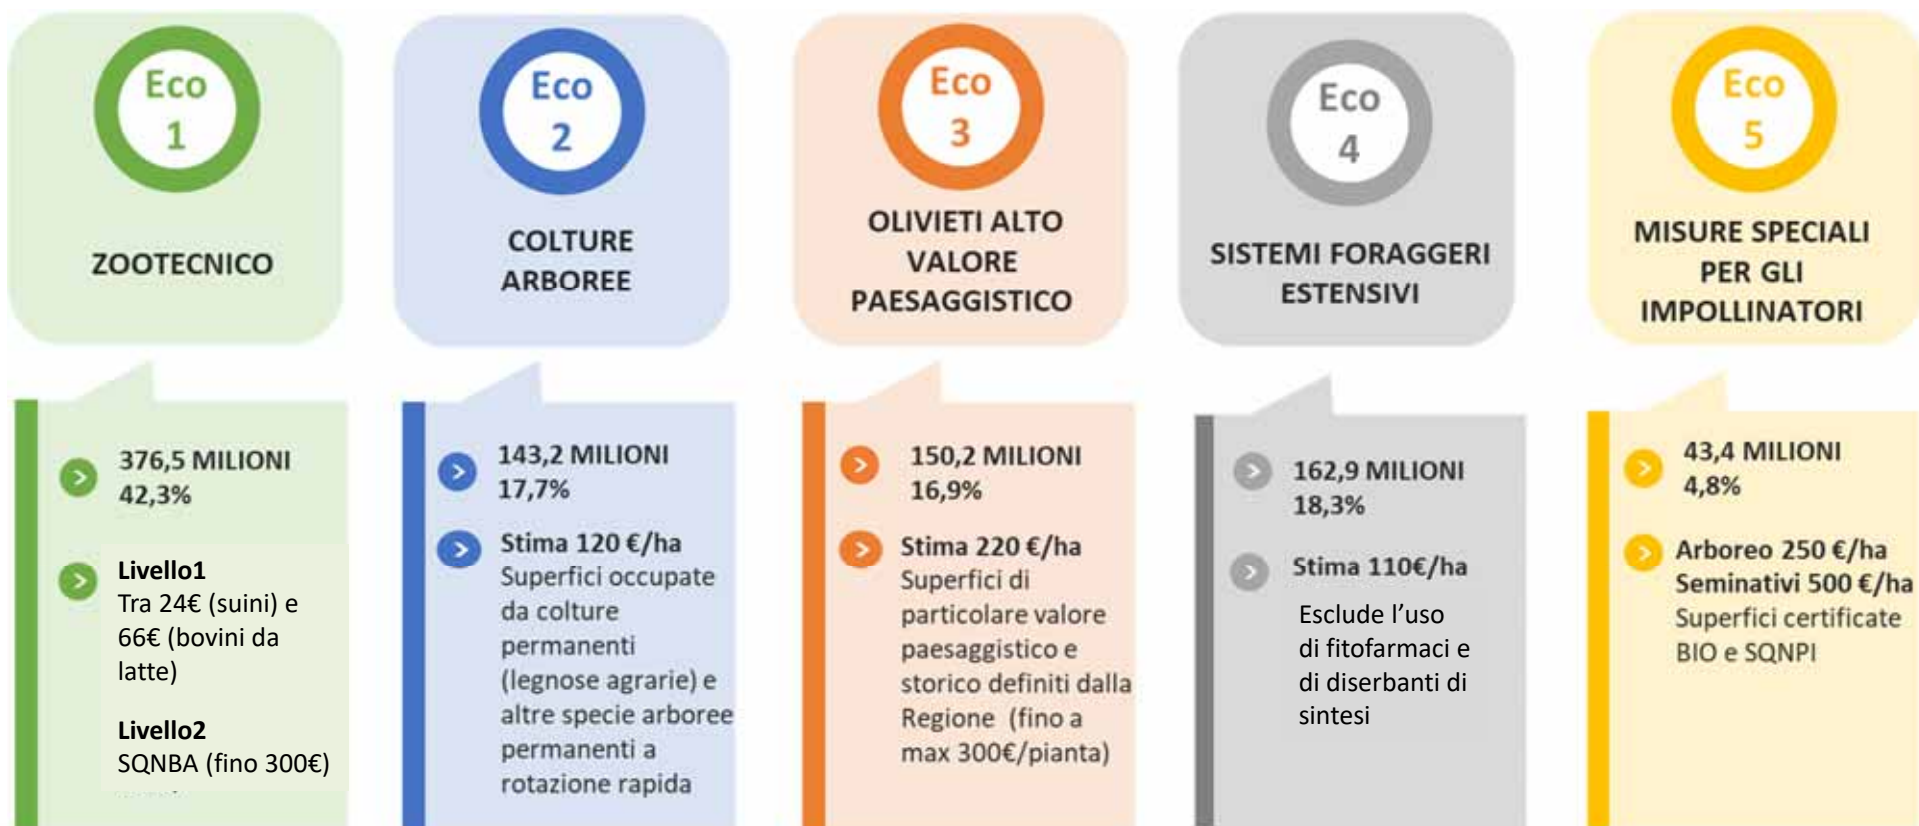 Eco
1
ZOOTECNICO
376,5 MILIONI
42,3%
Livello1
Tra 24€ (suini) e
66€ (bovini da
latte)
Livello2
SQNBA (fino 300€)
Eco
2
COLTURE
ARBOREE
143,2 MILIONI
17,7%
Stima 120 €/ha
Superfici occupate
da colture
permanenti
(legnose agrarie) e
altre specie arboree
permanenti a
rotazione rapida
Eco
3
OLIVIETI ALTO
VALORE
PAESAGGISTICO
150,2 MILIONI
16,9%
Stima 220 €/ha
Superfici di
particolare valore
paesaggistico e
storico definiti dalla
Regione (fino a
max 300€/pianta)
Eco
4
SISTEMI FORAGGERI
ESTENSIVI
162,9 MILIONI
18,3%
Stima 110€/ha
Esclude l’uso
di fitofarmaci e
di diserbanti di
sintesi
Eco
5
MISURE SPECIALI
PER GLI
IMPOLLINATORI
43,4 MILIONI
4,8%
Arboreo 250 €/ha
Seminativi 500 €/ha
Superfici certificate
BIO e SQNPI